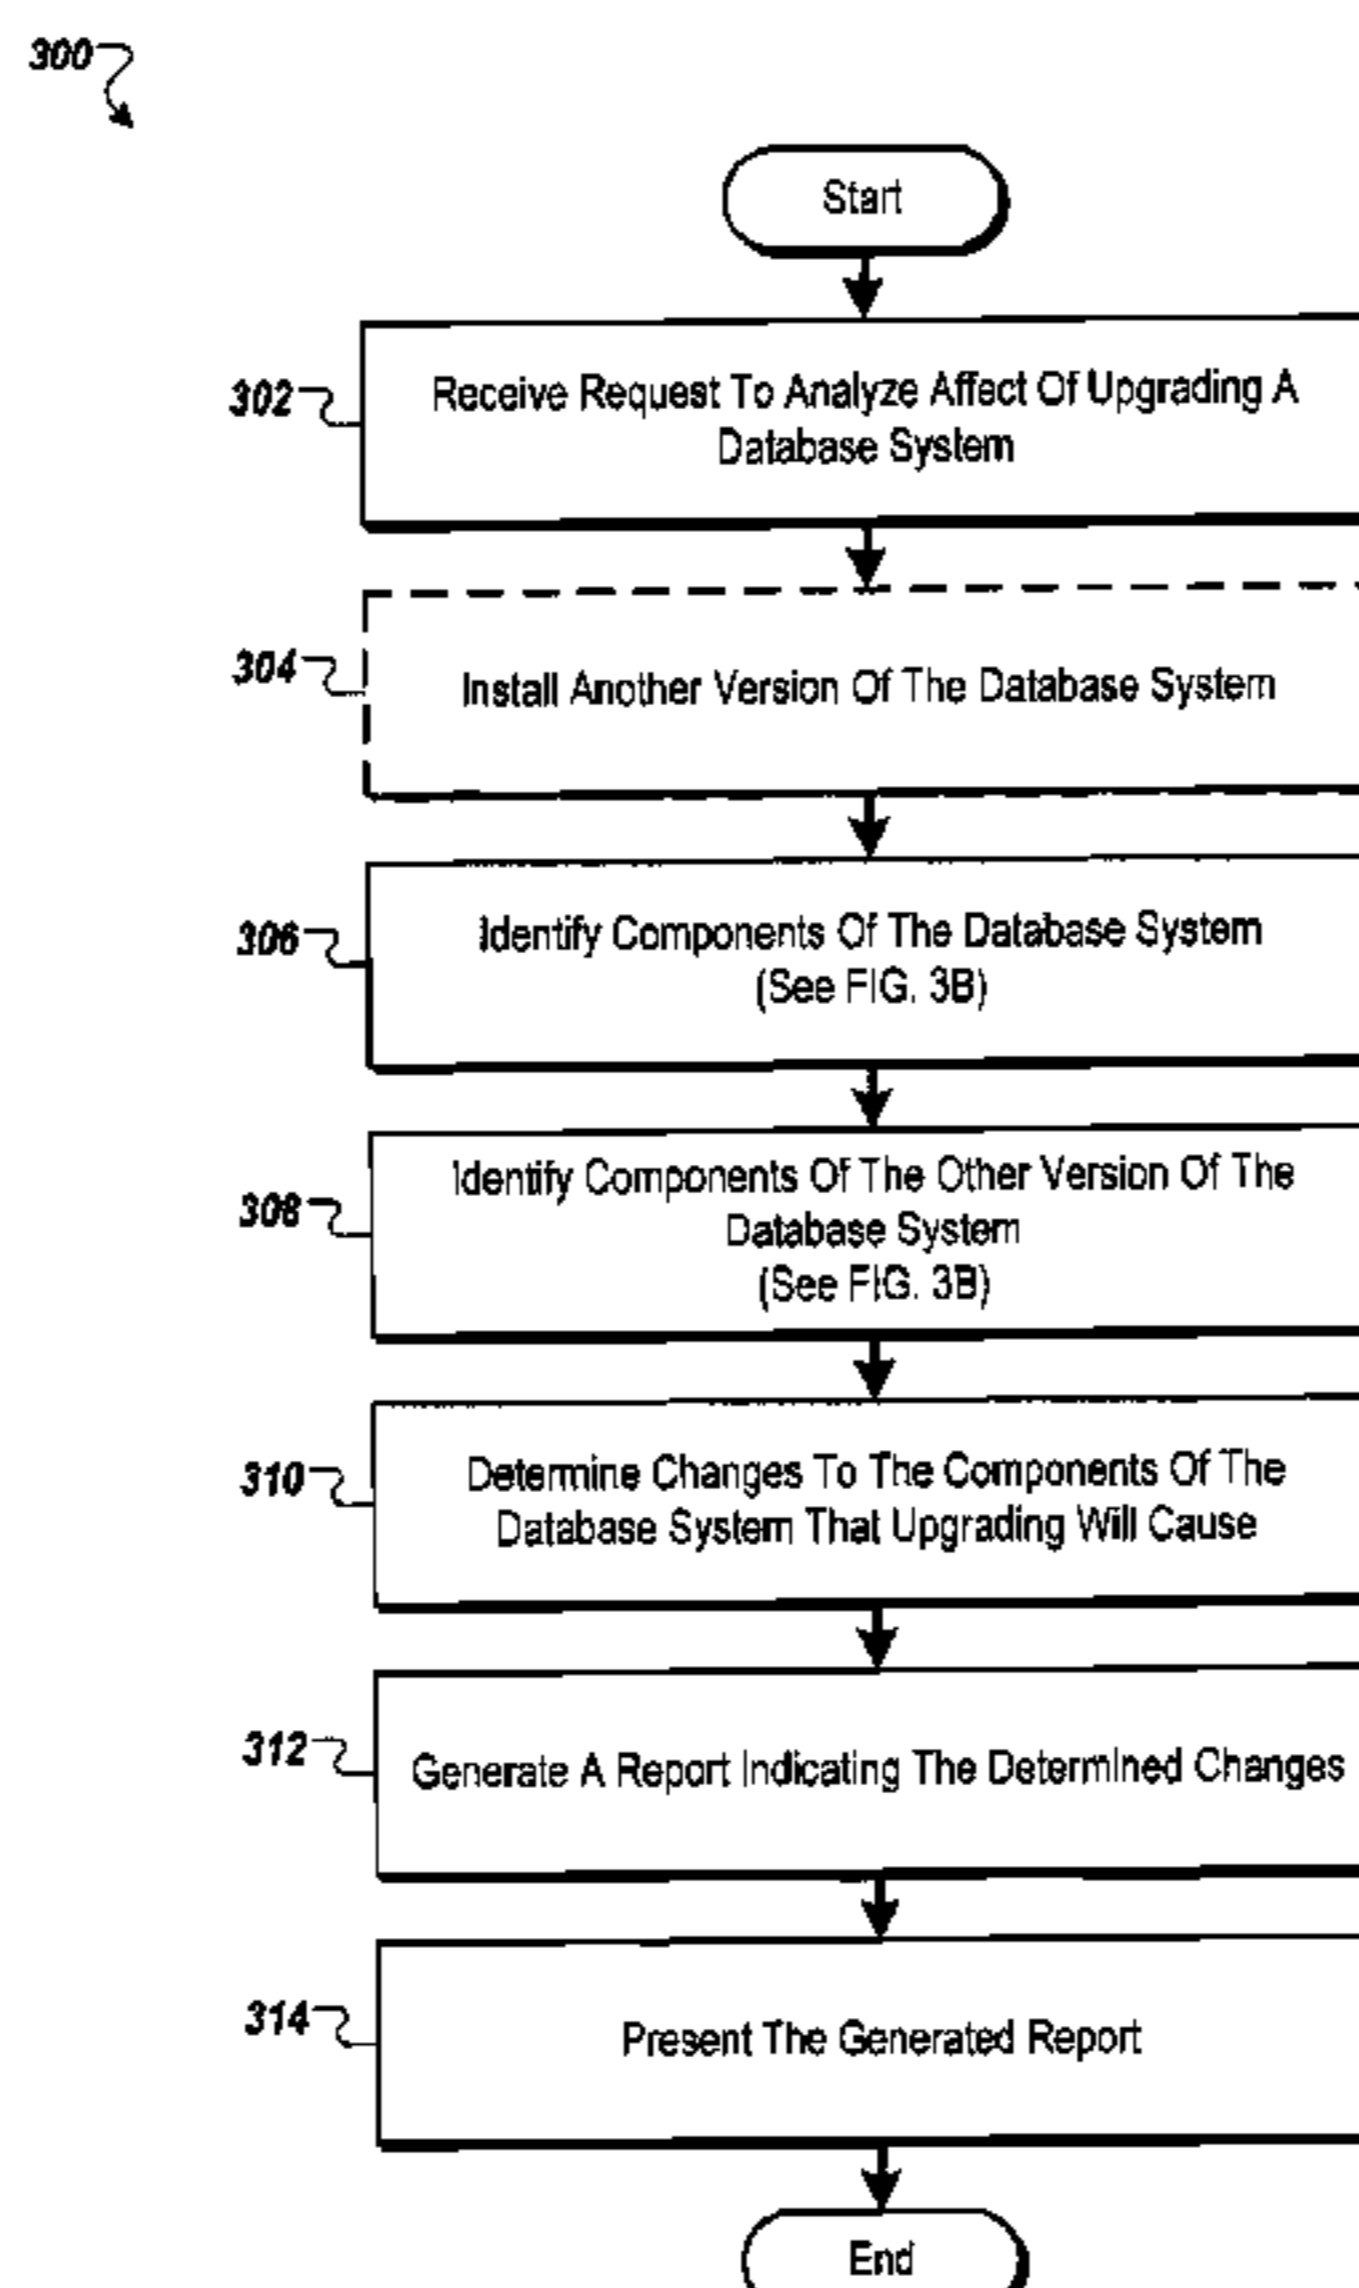 300
Start
302
Receive Request To Analyze Affect Of Upgrading A
Database System
304
Install Another Version Of The Database System
306
Identify Components Of The Database System
(See FIG. 3B)
308
Identify Components Of The Other Version Of The
Database System
(See FIG. 3B)
310
Determine Changes To The Components Of The
Database System That Upgrading Will Cause
312
Generate A Report Indicating The Determined Changes
314
Present The Generated Report
End